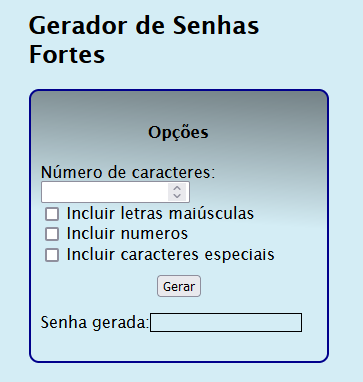 Gerador de Senhas
Fortes
Opções
Número de caracteres:
Incluir letras maiúsculas
Incluir numeros
Incluir caracteres especiais
Gerar
Senha gerada: